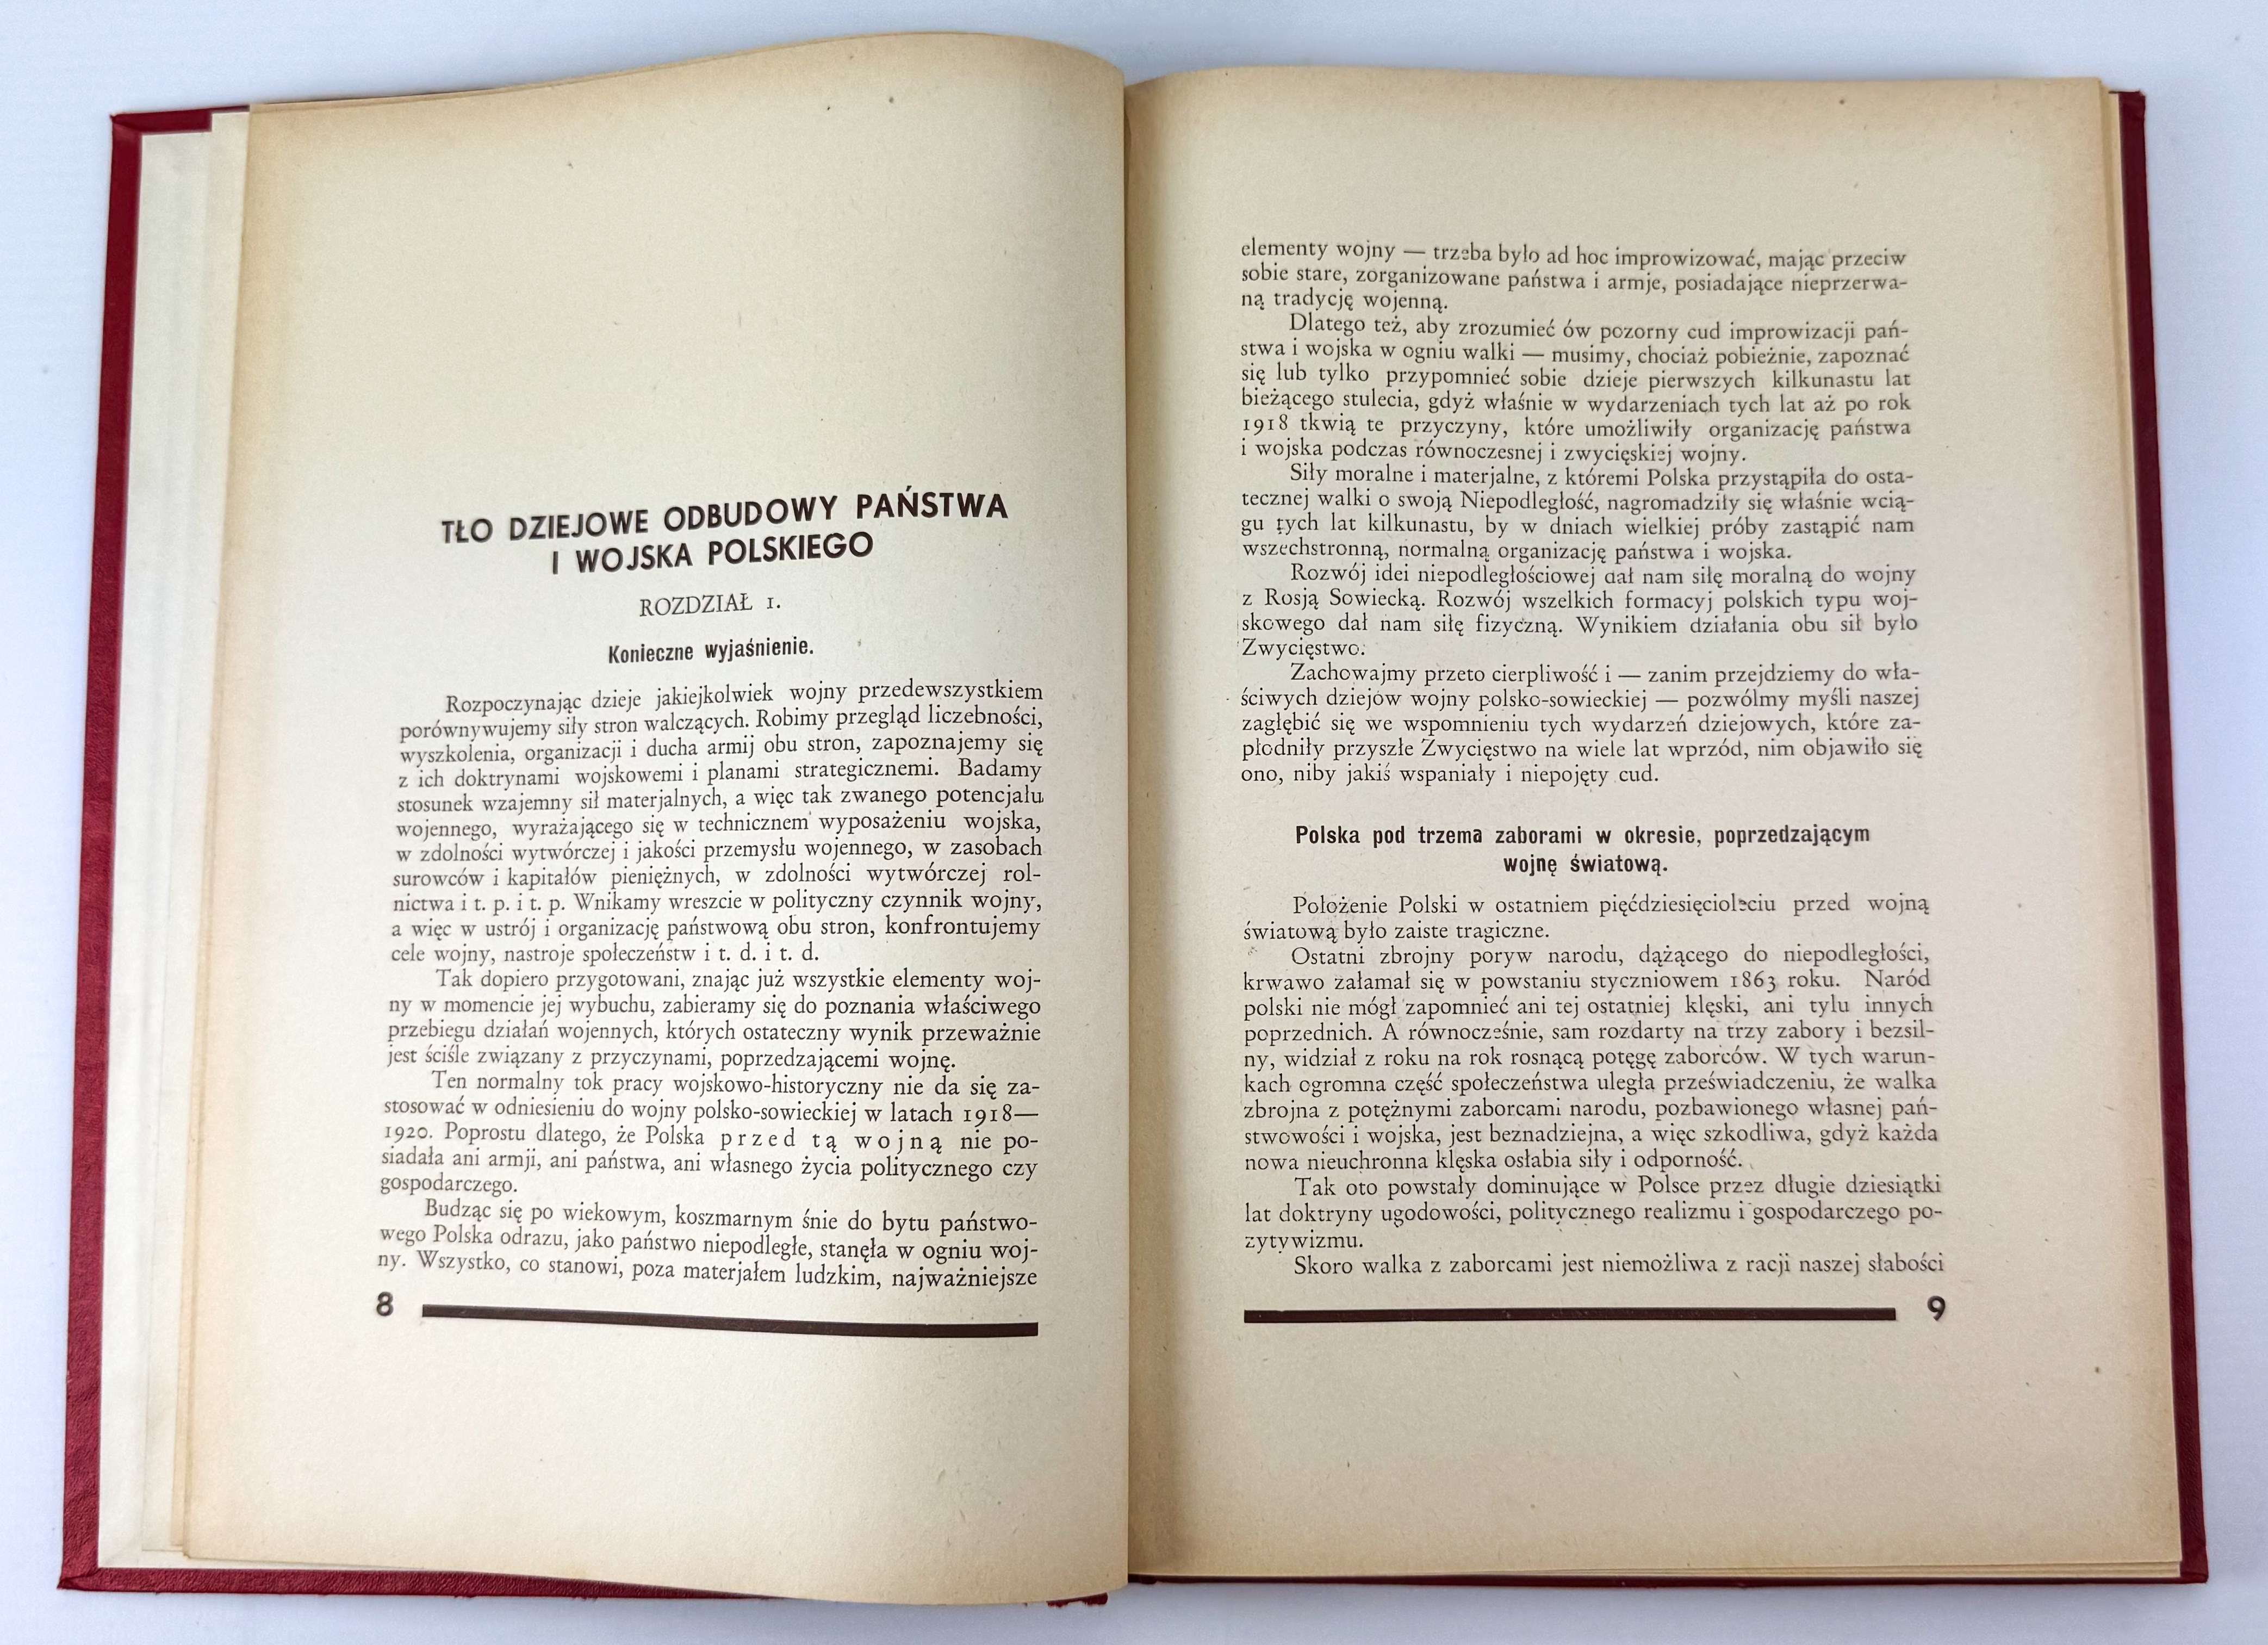 TŁO DZIEJOWE ODBUDOWY PAŃSTWA
I WOJSKA POLSKIEGO
ROZDZIAŁ 1.
Konieczne wyjaśnienie.
Rozpoczynając dzieje jakiejkolwiek wojny przedewszystkiem
porównywujemy siły stron walczących. Robimy przegląd liczebności,
wyszkolenia, organizacji i ducha armij obu stron, zapoznajemy się
z ich doktrynami wojskowemi i planami strategicznemi. Badamy
stosunek wzajemny sił materjalnych, a więc tak zwanego potencjału
wojennego, wyrażającego się w technicznem wyposażeniu wojska,
w zdolności wytwórczej i jakości przemysłu wojennego, w zasobach
surowców i kapitałów pieniężnych, w zdolności wytwórczej rol-
nictwa i t. p. i t. p. Wnikamy wreszcie w polityczny czynnik wojny,
a więc w ustrój i organizację państwową obu stron, konfrontujemy
cele wojny, nastroje społeczeństw i t. d. i t. d.
Tak dopiero przygotowani, znając już wszystkie elementy woj-
ny w momencie jej wybuchu, zabieramy się do poznania właściwego
przebiegu działań wojennych, których ostateczny wynik przeważnie
jest ściśle związany z przyczynami, poprzedzającemi wojnę.
Ten normalny tok pracy wojskowo-historyczny nie da się za-
stosować w odniesieniu do wojny polsko-sowieckiej w latach 1918—
1920. Poprostu dlatego, że Polska przed tą wojną nie po-
siadała ani armji, ani państwa, ani własnego życia politycznego czy
gospodarczego.
Budząc się po wiekowym, koszmarnym śnie do bytu państwo-
wego Polska odrazu, jako państwo niepodległe, stanęła w ogniu woj-
ny. Wszystko, co stanowi, poza materjałem ludzkim, najważniejsze
8
elementy wojny — trzeba było ad hoc improwizować, mając przeciw
sobie stare, zorganizowane państwa i armje, posiadające nieprzerwa-
ną tradycję wojenną.
Dlatego też, aby zrozumieć ów pozorny cud improwizacji pań-
stwa i wojska w ogniu walki — musimy, chociaż pobieżnie, zapoznać
się lub tylko przypomnieć sobie dzieje pierwszych kilkunastu lat
bieżącego stulecia, gdyż właśnie w wydarzeniach tych lat aż po rok
1918 tkwią te przyczyny, które umożliwiły organizację państwa
i wojska podczas równoczesnej i zwycięskiej wojny.
Siły moralne i materjalne, z któremi Polska przystąpiła do osta-
tecznej walki o swoją Niepodległość, nagromadziły się właśnie wcią-
gu tych lat kilkunastu, by w dniach wielkiej próby zastąpić nam
wszechstronną, normalną organizację państwa i wojska.
Rozwój idei niepodległościowej dał nam siłę moralną do wojny
z Rosją Sowiecką. Rozwój wszelkich formacyj polskich typu woj-
skowego dał nam siłę fizyczną. Wynikiem działania obu sił było
Zwycięstwo.
Zachowajmy przeto cierpliwość i — zanim przejdziemy do wła-
ściwych dziejów wojny polsko-sowieckiej — pozwólmy myśli naszej
zagłębić się we wspomnieniu tych wydarzeń dziejowych, które za-
płodniły przyszłe Zwycięstwo na wiele lat wprzód, nim objawiło się
ono, niby jakiś wspaniały i niepojęty cud.
Polska pod trzema zaborami w okresie, poprzedzającym
wojnę światową.
Położenie Polski w ostatniem pięćdziesięcioleciu przed wojną
światową było zaiste tragiczne.
Ostatni zbrojny poryw narodu, dążącego do niepodległości,
krwawo załamał się w powstaniu styczniowem 1863 roku. Naród
polski nie mógł zapomnieć ani tej ostatniej klęski, ani tylu innych
poprzednich. A równocześnie, sam rozdarty na trzy zabory i bezsil-
ny, widział z roku na rok rosnącą potęgę zaborców. W tych warun-
kach ogromna część społeczeństwa uległa przeświadczeniu, że walka
zbrojna z potężnymi zaborcami narodu, pozbawionego własnej pań-
stwowości i wojska, jest beznadziejna, a więc szkodliwa, gdyż każda
nowa nieuchronna klęska osłabia siły i odporność.
Tak oto powstały dominujące w Polsce przez długie dziesiątki
lat doktryny ugodowości, politycznego realizmu i gospodarczego po-
zytywizmu.
Skoro walka z zaborcami jest niemożliwa z racji naszej słabości
9